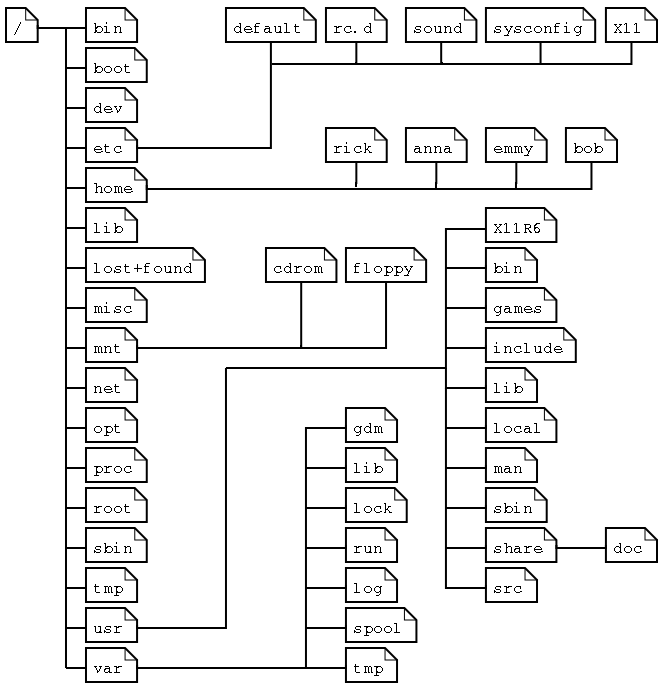 / bin default rc.d sound sysconfig X11
boot
dev
etc rick anna emmy bob
home
lib X11R6
lost+found cdrom floppy bin
misc games
mnt include
net lib
opt gdm local
proc lib man
root lock sbin
sbin run share doc
tmp log src
usr spool
var tmp